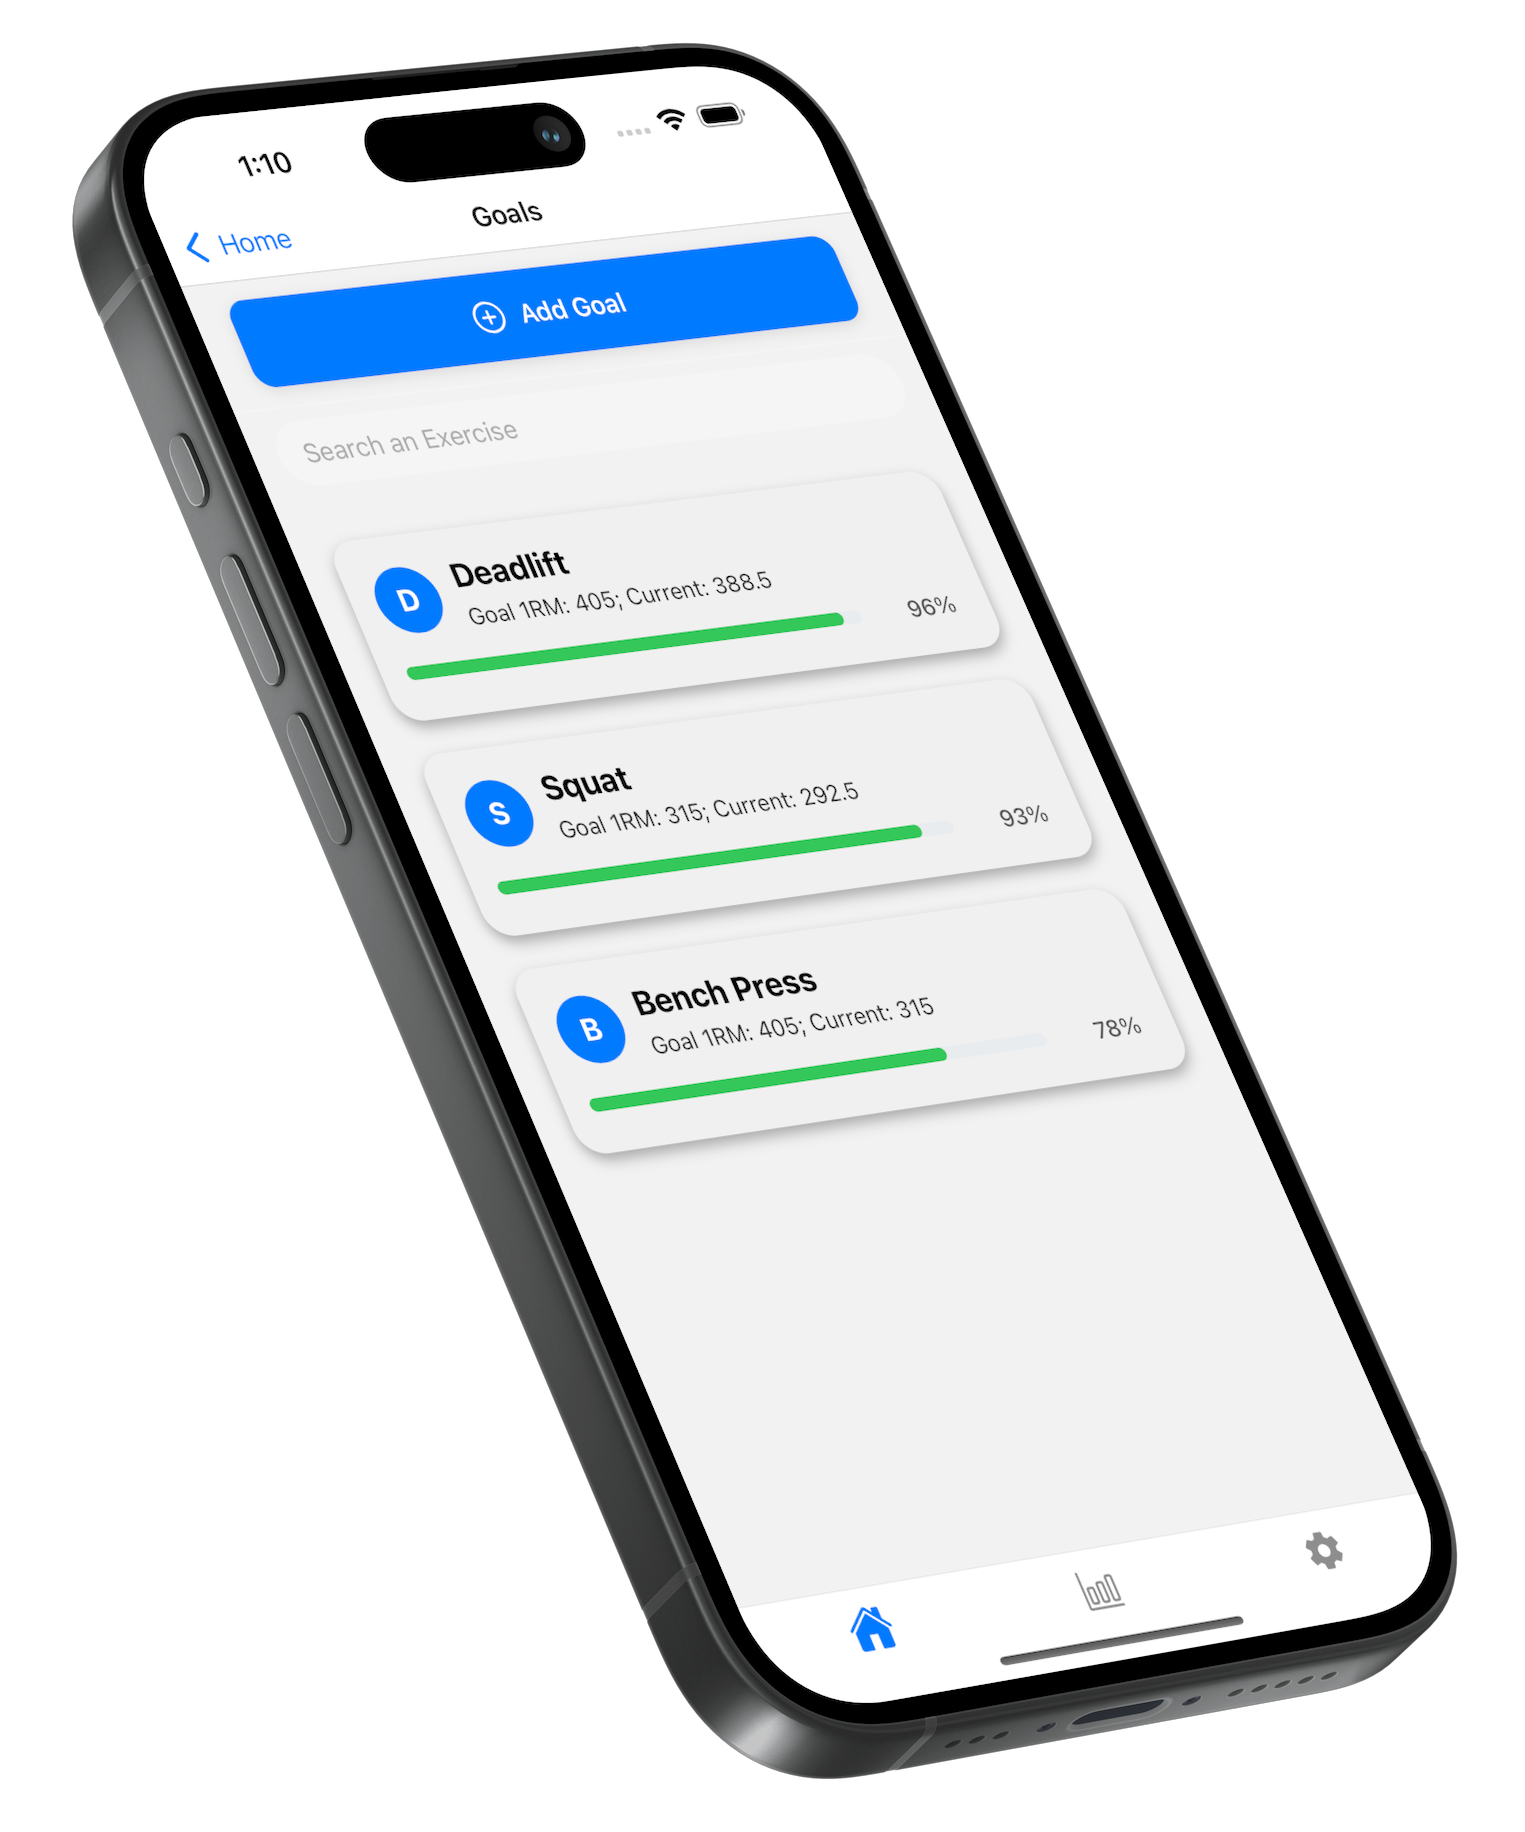 1:10
Home
Goals
Add Goal
Search an Exercise
D
Deadlift
Goal 1RM: 405; Current: 388.5
96%
S
Squat
Goal 1RM: 315; Current: 292.5
93%
B
Bench Press
Goal 1RM: 405; Current: 315
78%